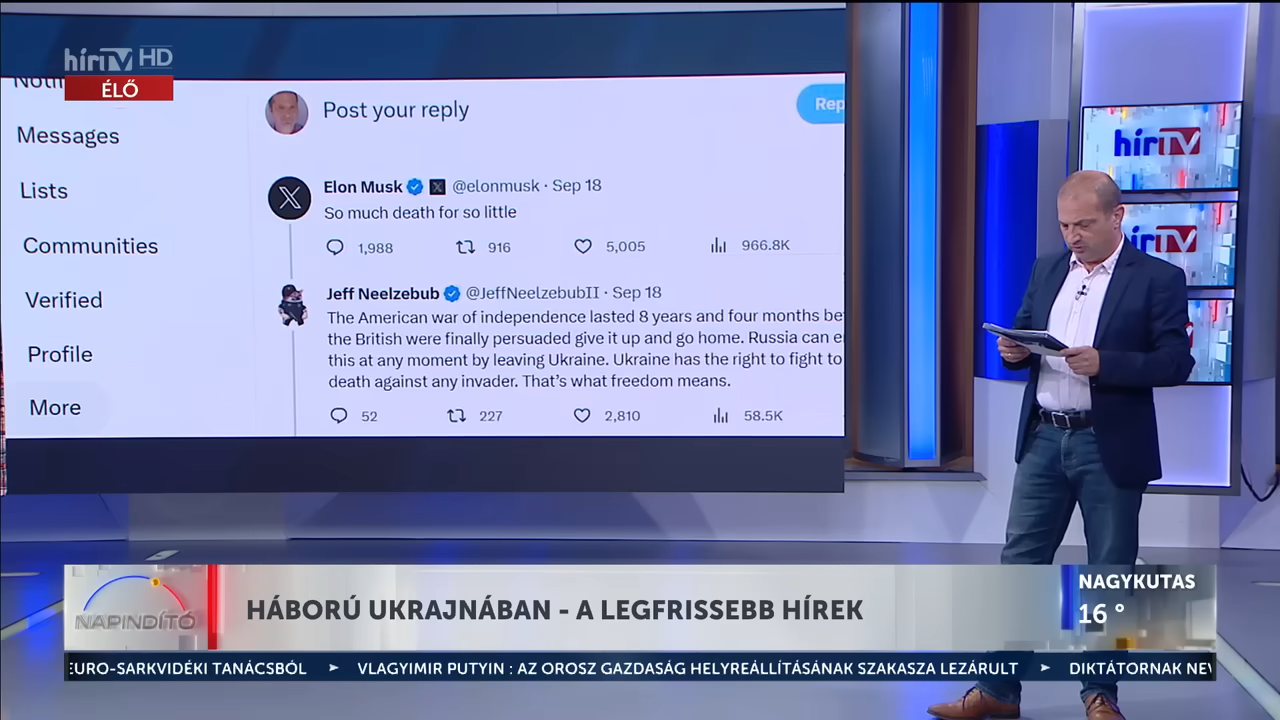 hírTV HD
ÉLŐ
Messages
Lists
Communities
Verified
Profile
More
Post your reply
Rep
Elon Musk @elonmusk · Sep 18
So much death for so little
1,988 916 5,005 966.8K
Jeff Neelzebub @JeffNeelzebubII · Sep 18
The American war of independence lasted 8 years and four months be
the British were finally persuaded give it up and go home. Russia can e
this at any moment by leaving Ukraine. Ukraine has the right to fight to
death against any invader. That's what freedom means.
52 227 2,810 58.5K
hírTV
írTV
NAPINDÍTÓ
HÁBORÚ UKRAJNÁBAN - A LEGFRISSEBB HÍREK
NAGYKUTAS
16 °
EURO-SARKVIDÉKI TANÁCSBÓL ► VLAGYIMIR PUTYIN : AZ OROSZ GAZDASÁG HELYREÁLLÍTÁSÁNAK SZAKASZA LEZÁRULT ► DIKTÁTORNAK NEV